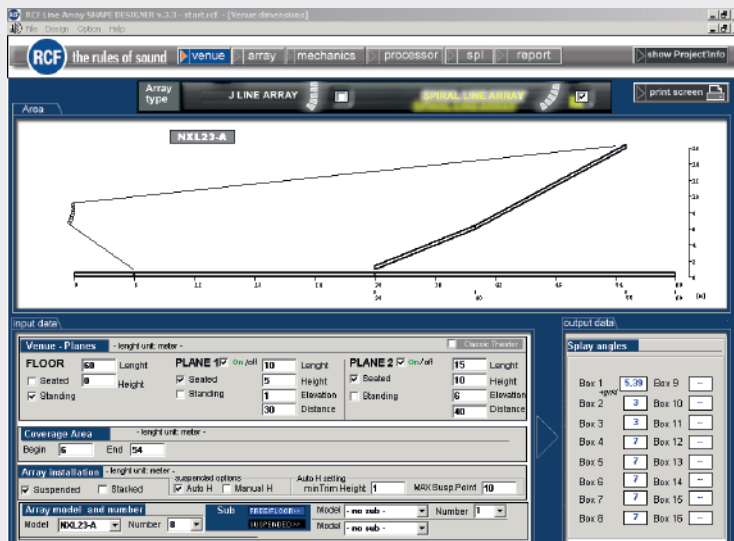 RCF Line Array SHAPE DESIGNER v.3.3 - start.rcf - [Venue dimensions]
File Design Option Help
RCF the rules of sound venue array mechanics processor spl report show Project Info
Array type J LINE ARRAY SPIRAL LINE ARRAY print screen
Area
NXL23-A
[m]
input data
Venue - Planes - lenght unit: meter - Classic Theater
FLOOR 60 Lenght PLANE 1 On/off 10 Lenght PLANE 2 On/off 15 Lenght
Seated 0 Height Seated 5 Height Seated 10 Height
Standing Standing 1 Elevation Standing 6 Elevation
30 Distance 40 Distance
Coverage Area - lenght unit: meter -
Begin 6 End 54
Array installation - lenght unit: meter - suspended options Auto H setting
Suspended Stacked Auto H Manual H minTrim Height 1 MAX Susp.Point 10
Array model and number Sub FREE/FLOOR>> Model - no sub - Number 1
Model NXL23-A Number 8 SUSPENDED>> Model - no sub -
output data
Splay angles
Box 1 5,39 Box 9 --
Box 2 3 Box 10 --
Box 3 3 Box 11 --
Box 4 7 Box 12 --
Box 5 7 Box 13 --
Box 6 7 Box 14 --
Box 7 7 Box 15 --
Box 8 7 Box 16 --